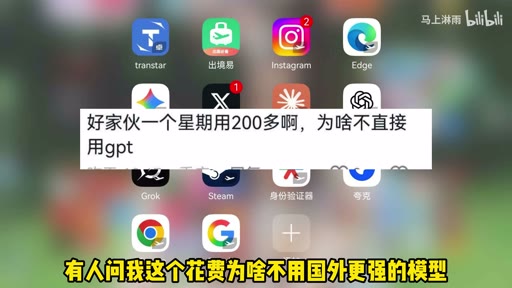 马上淋雨 bilibili
2
transtar
出境易
Instagram
Edge
1
好家伙一个星期用200多啊，为啥不直接
用gpt
Grok
Steam
身份验证器
夸克
有人问我这个花费为啥不用国外更强的模型